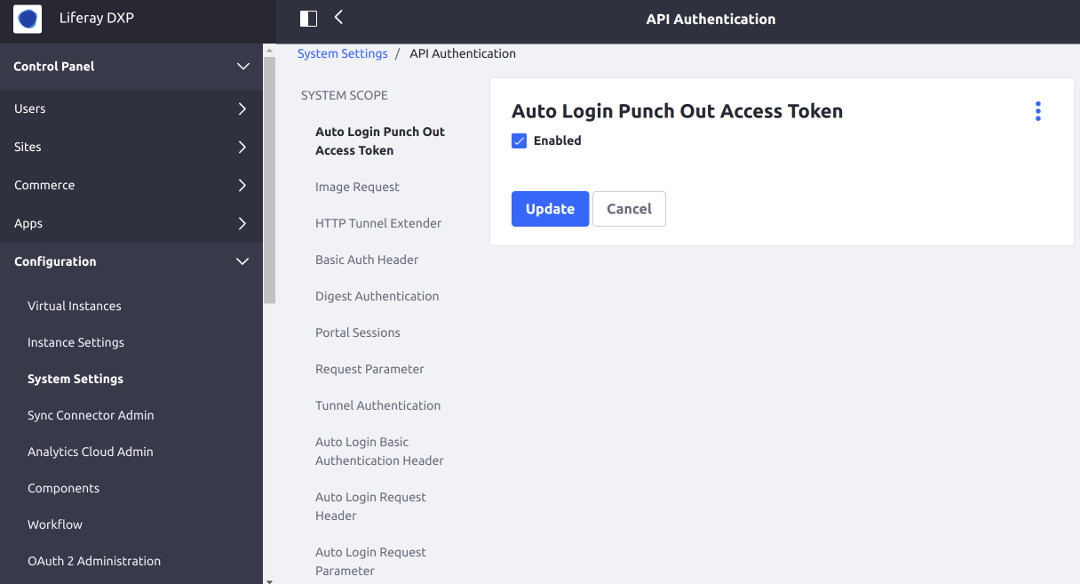 Liferay DXP
API Authentication
Control Panel
Users
Sites
Commerce
Apps
Configuration
Virtual Instances
Instance Settings
System Settings
Sync Connector Admin
Analytics Cloud Admin
Components
Workflow
OAuth 2 Administration
System Settings / API Authentication
SYSTEM SCOPE
Auto Login Punch Out
Access Token
Image Request
HTTP Tunnel Extender
Basic Auth Header
Digest Authentication
Portal Sessions
Request Parameter
Tunnel Authentication
Auto Login Basic
Authentication Header
Auto Login Request
Header
Auto Login Request
Parameter
Auto Login Punch Out Access Token
Enabled
Update Cancel